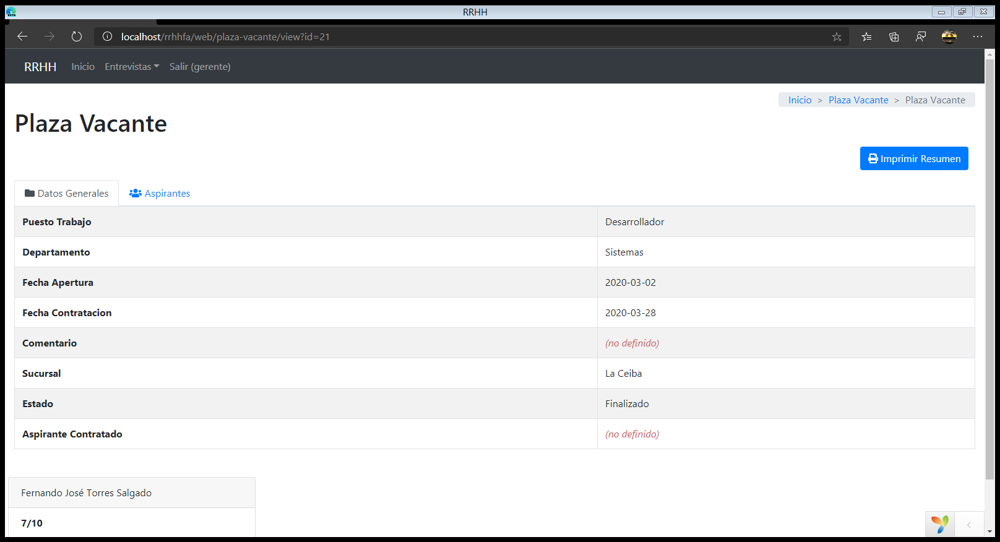 RRHH
localhost/rrhhfa/web/plaza-vacante/view?id=21
RRHH Inicio Entrevistas Salir (gerente)
Inicio > Plaza Vacante > Plaza Vacante
Plaza Vacante
Imprimir Resumen
Datos Generales Aspirantes
Puesto Trabajo Desarrollador
Departamento Sistemas
Fecha Apertura 2020-03-02
Fecha Contratacion 2020-03-28
Comentario (no definido)
Sucursal La Ceiba
Estado Finalizado
Aspirante Contratado (no definido)
Fernando José Torres Salgado
7/10